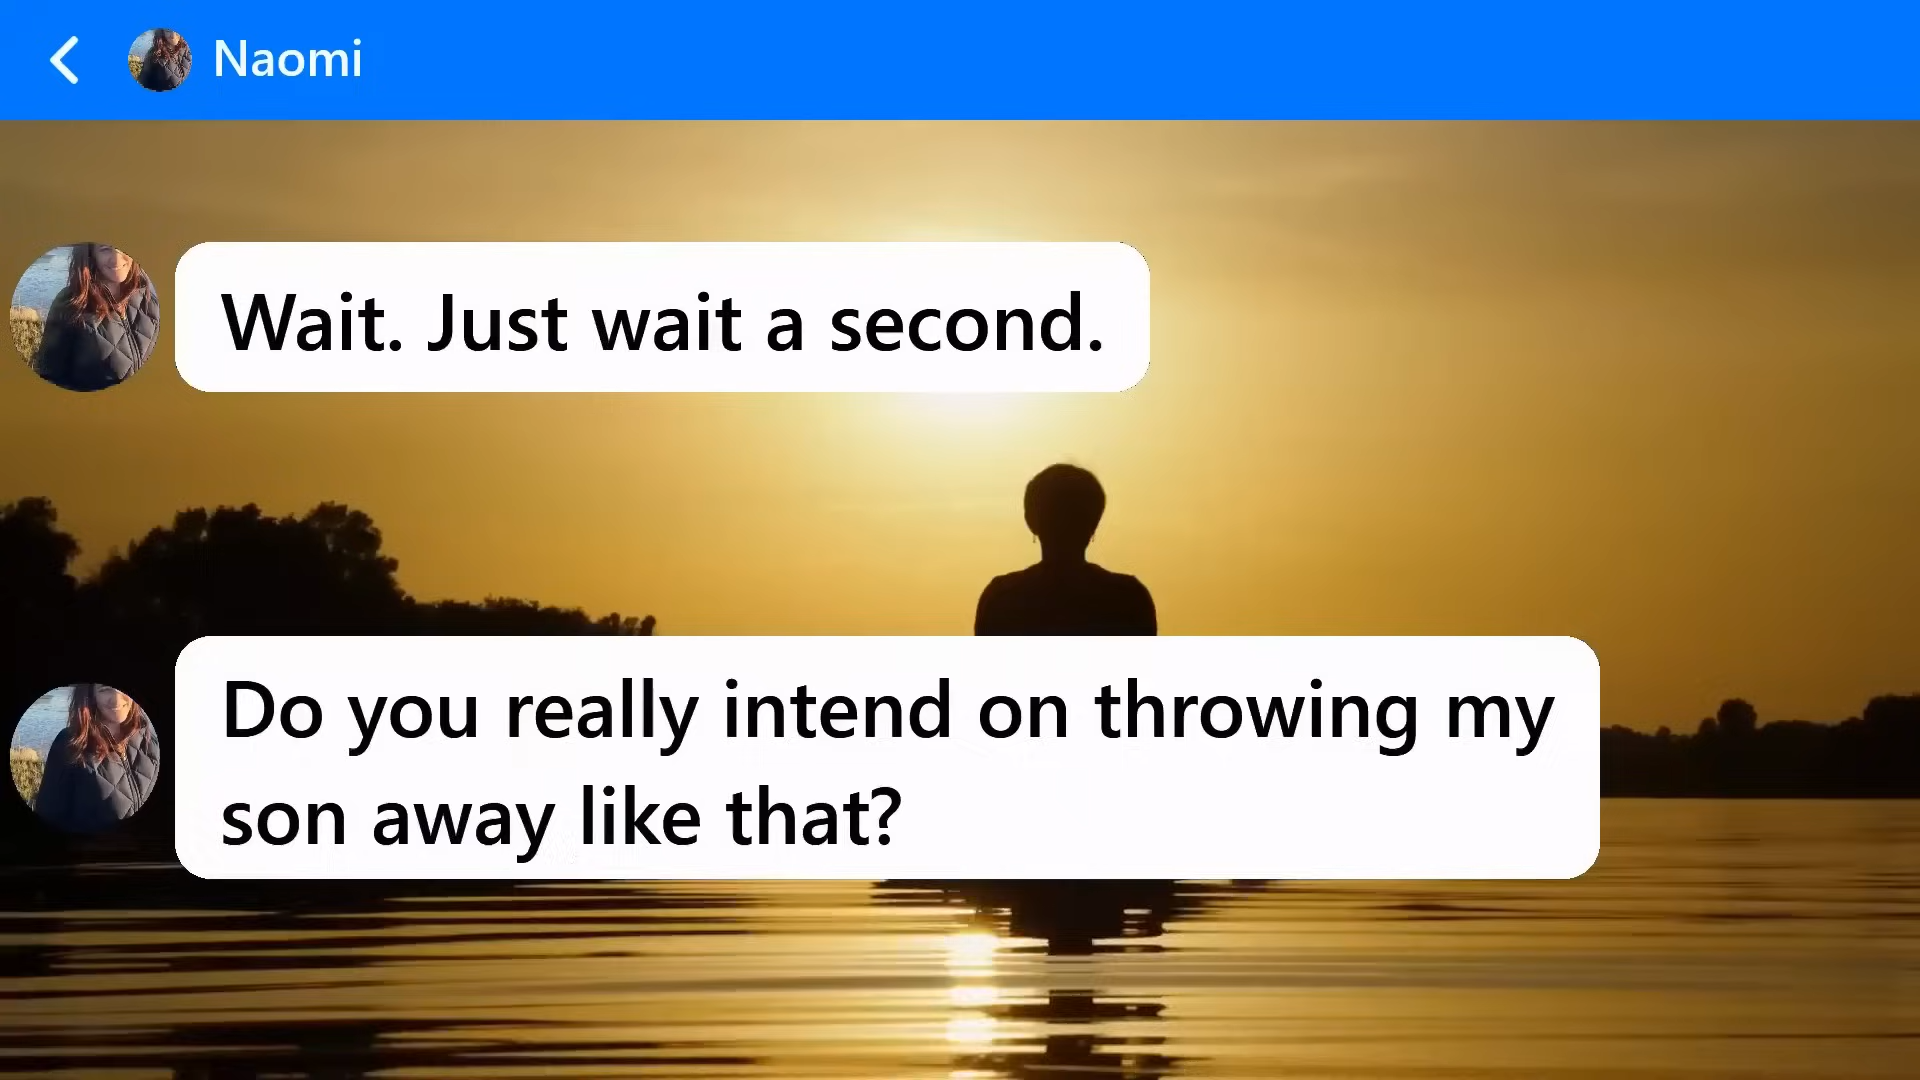 Naomi
Wait. Just wait a second.
Do you really intend on throwing my
son away like that?